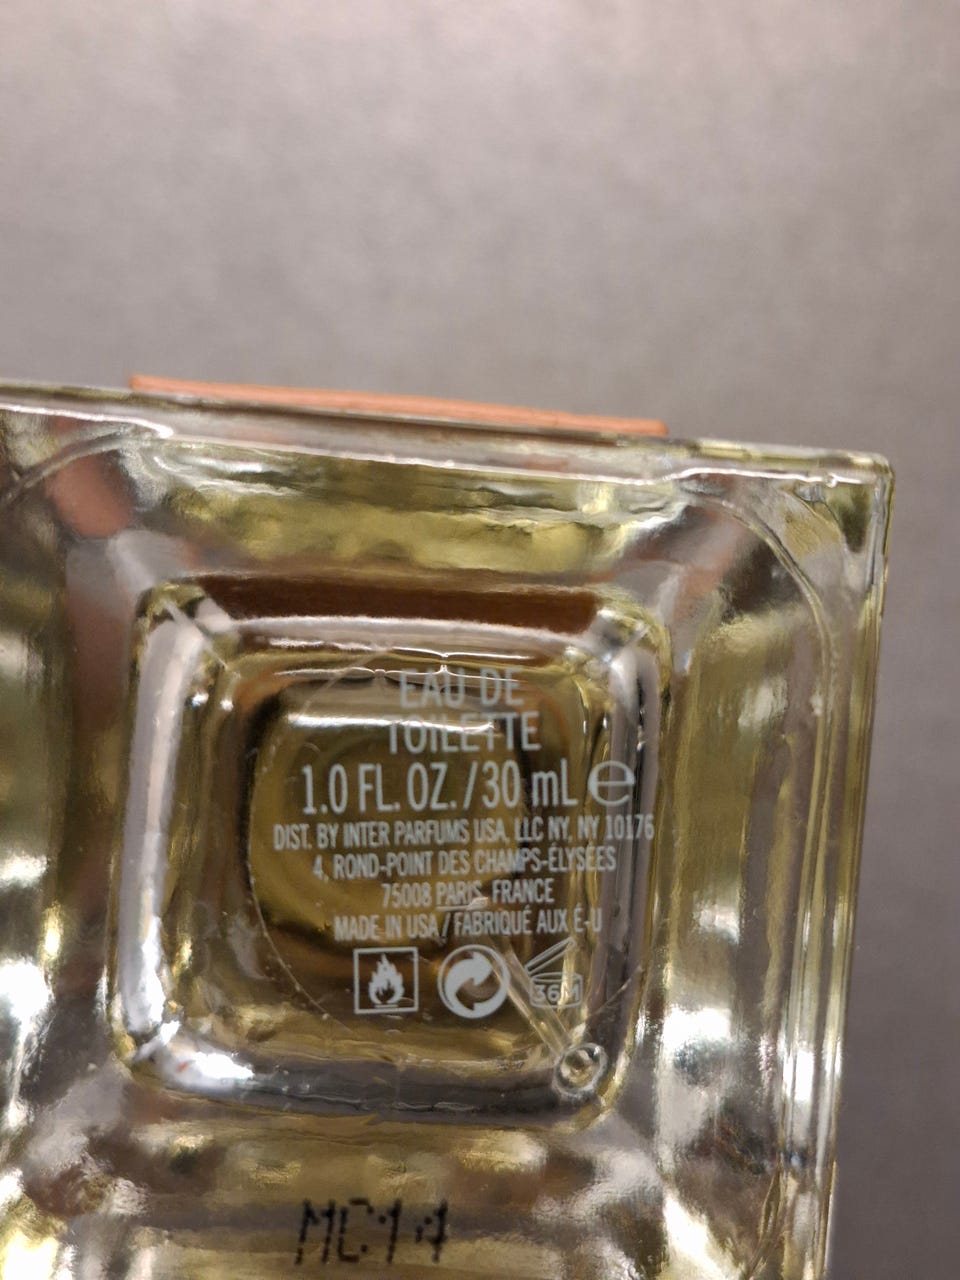 EAU DE
TOILETTE
1.0 FL. OZ. / 30 mL ℮
DIST. BY INTER PARFUMS USA, LLC NY, NY 10176
4, ROND-POINT DES CHAMPS-ÉLYSÉES
75008 PARIS, FRANCE
MADE IN USA / FABRIQUÉ AUX É-U
36M
MC14